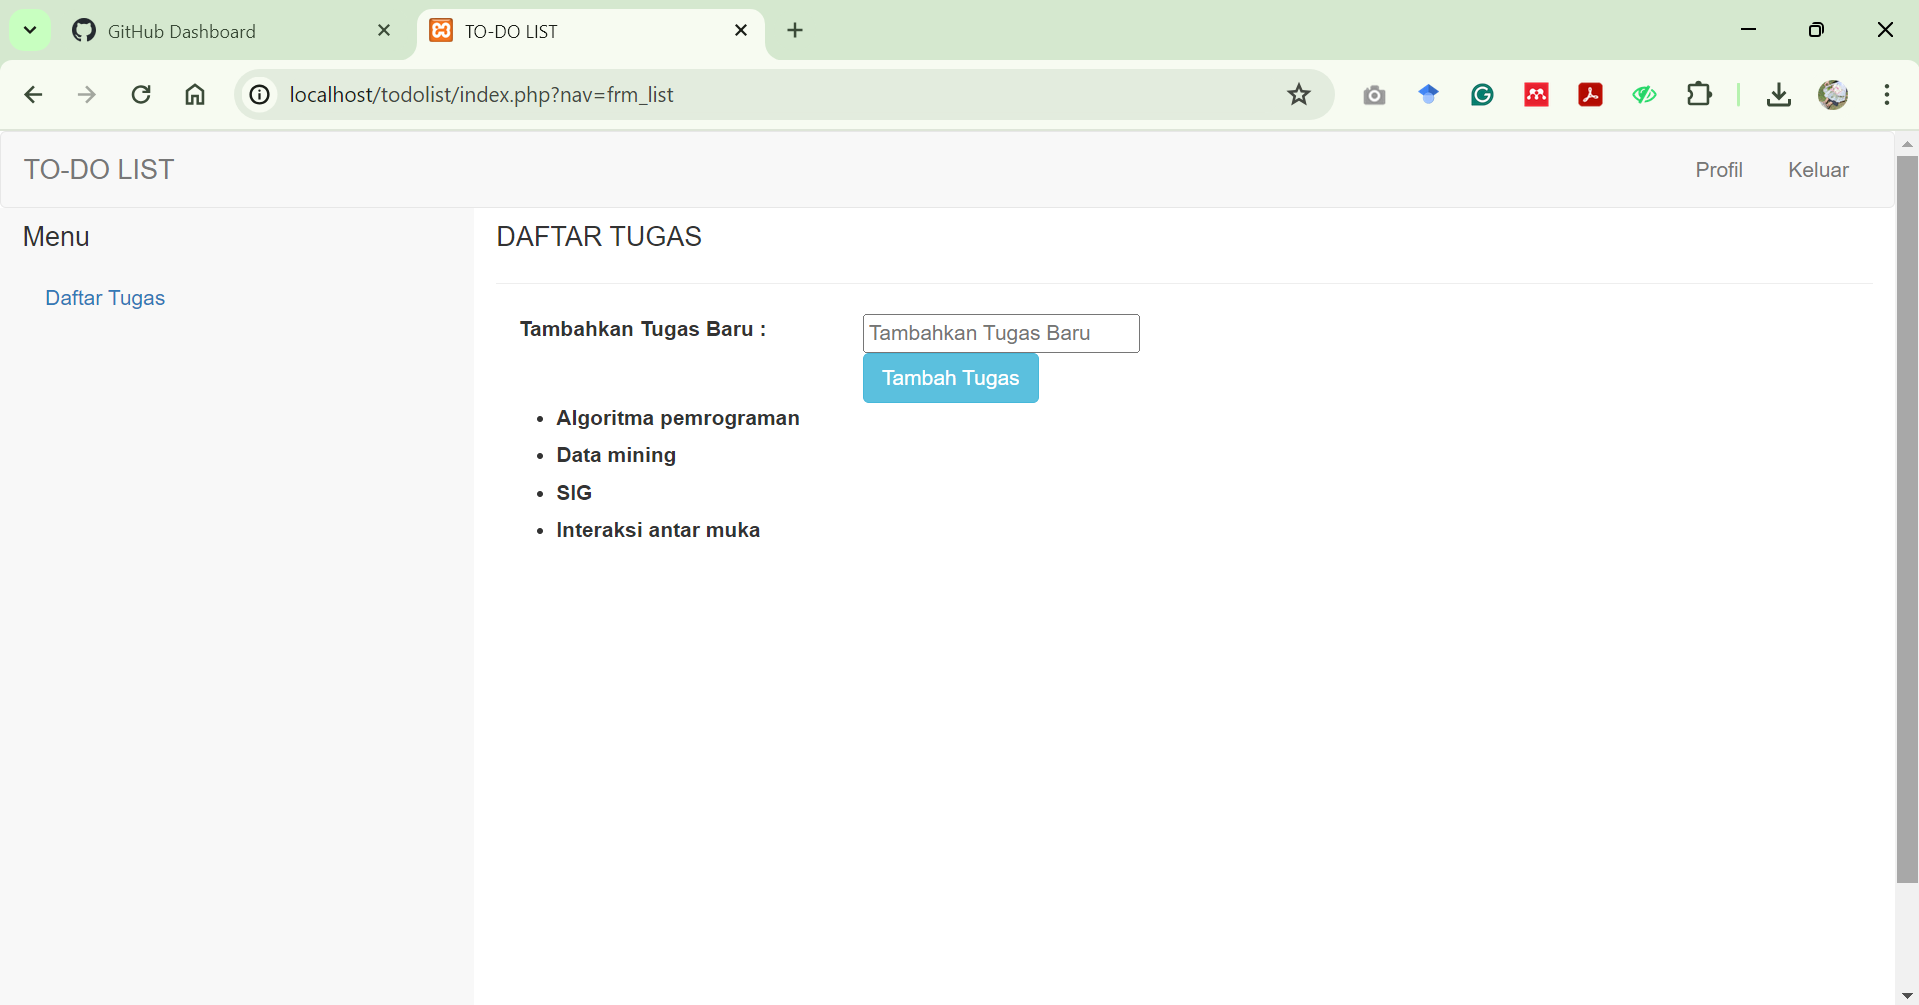 GitHub Dashboard
TO-DO LIST
localhost/todolist/index.php?nav=frm_list
TO-DO LIST
Profil
Keluar
Menu
Daftar Tugas
DAFTAR TUGAS
Tambahkan Tugas Baru :
Tambahkan Tugas Baru
Tambah Tugas
Algoritma pemrograman
Data mining
SIG
Interaksi antar muka